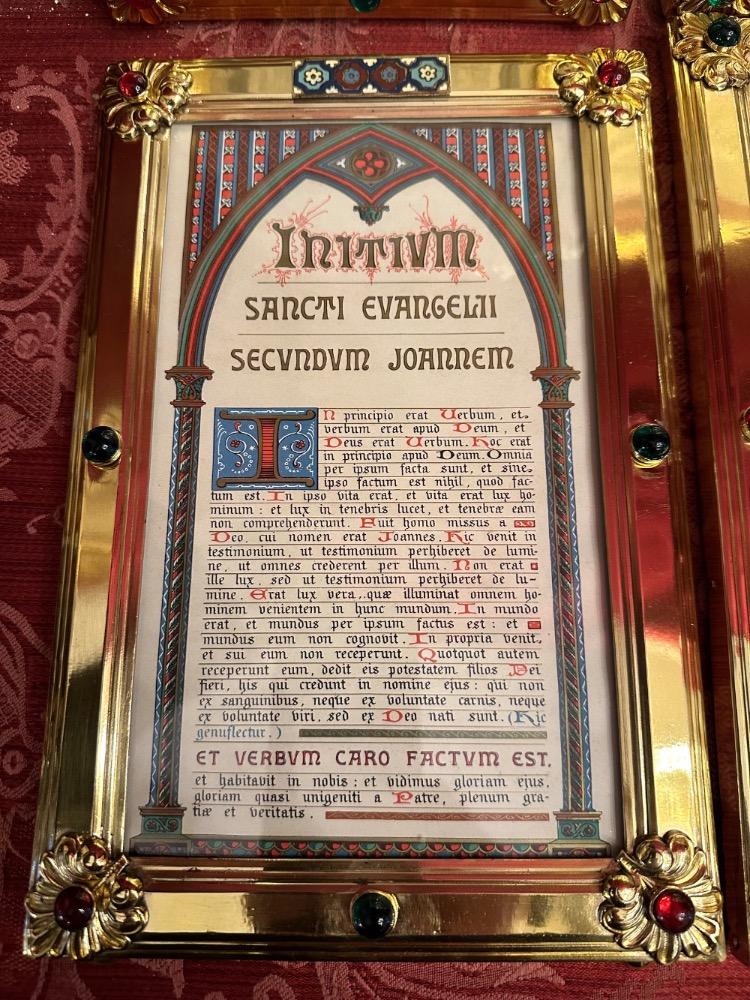 INITIVM
SANCTI EVANGELII
SECVNDVM JOANNEM
IN principio erat Verbum, et
verbum erat apud Deum, et
Deus erat Verbum. Hoc erat
in principio apud Deum. Omnia
per ipsum facta sunt, et sine
ipso factum est nihil, quod fac-
tum est. In ipso vita erat, et vita erat lux ho-
minum: et lux in tenebris lucet, et tenebræ eam
non comprehenderunt. Fuit homo missus a
Deo, cui nomen erat Joannes. Hic venit in
testimonium, ut testimonium perhiberet de lumi-
ne, ut omnes crederent per illum. Non erat
ille lux, sed ut testimonium perhiberet de lu-
mine. Erat lux vera, quæ illuminat omnem ho-
minem venientem in hunc mundum. In mundo
erat, et mundus per ipsum factus est: et
mundus eum non cognovit. In propria venit,
et sui eum non receperunt. Quotquot autem
receperunt eum, dedit eis potestatem filios Dei
fieri, his qui credunt in nomine ejus: qui non
ex sanguinibus, neque ex voluntate carnis, neque
ex voluntate viri, sed ex Deo nati sunt. (Hic
genuflectur.)
ET VERBVM CARO FACTVM EST,
et habitavit in nobis: et vidimus gloriam ejus,
gloriam quasi unigeniti a Patre, plenum gra-
tiæ et veritatis.